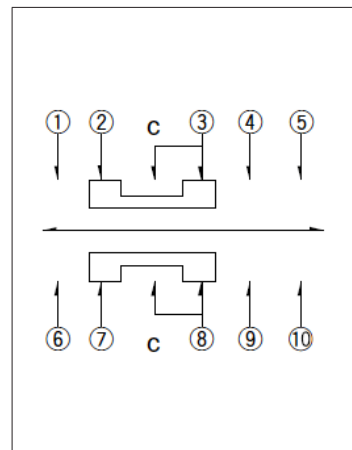 ① ② C ③ ④ ⑤
⑥ ⑦ C ⑧ ⑨ ⑩